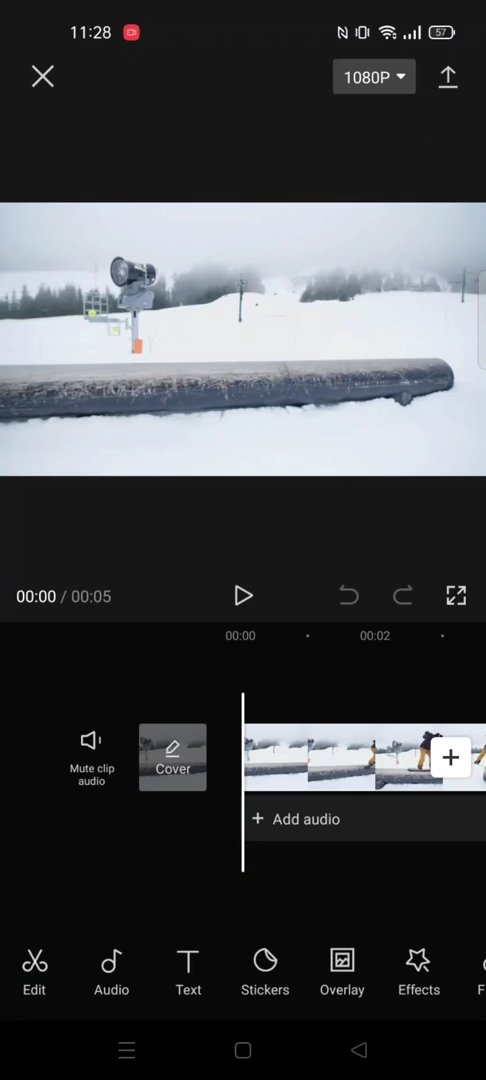 11:28
57
1080P
00:00 / 00:05
00:00
00:02
Mute clip
audio
Cover
+ Add audio
Edit
Audio
Text
Stickers
Overlay
Effects
F